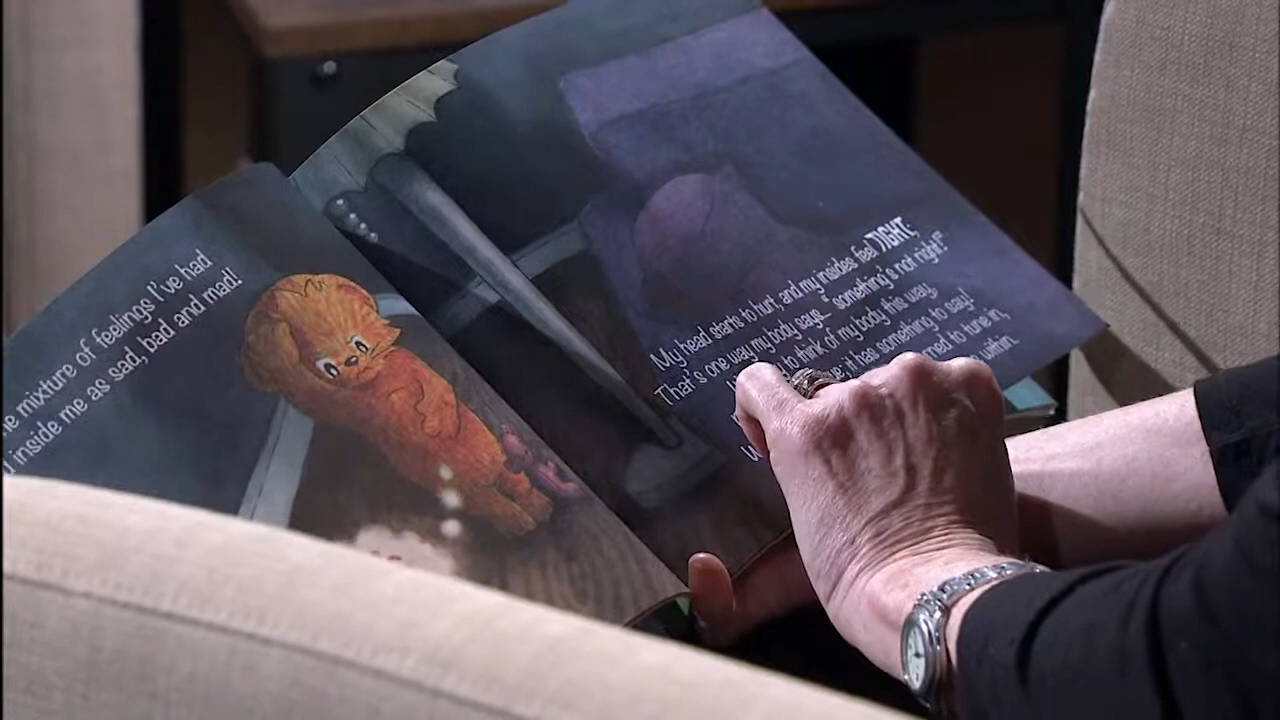 mixture of feelings I've had
inside me as sad, bad and mad!
My head starts to hurt, and my insides feel TIGHT,
That's one way my body says, "something's not right!"
to think of my body this way,
it has something to say!
to tune in,
within.